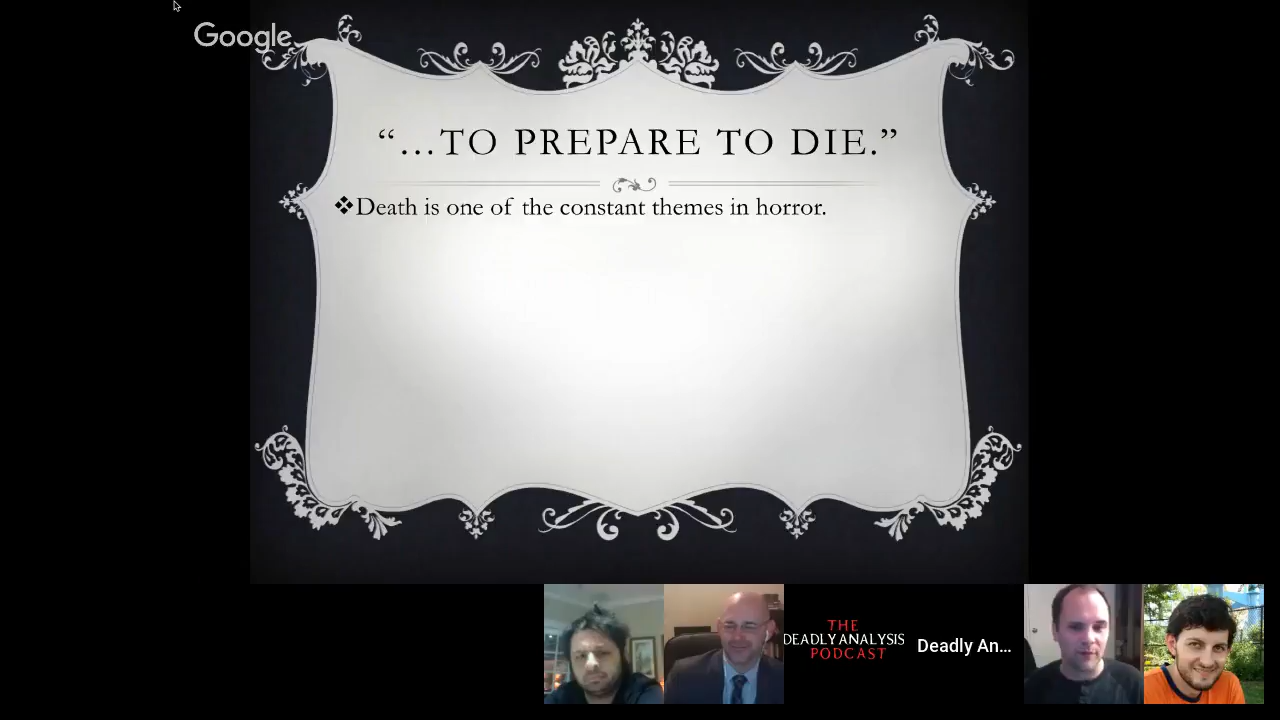 Google
“...TO PREPARE TO DIE.”
❖Death is one of the constant themes in horror.
THE
DEADLY ANALYSIS
PODCAST
Deadly An...